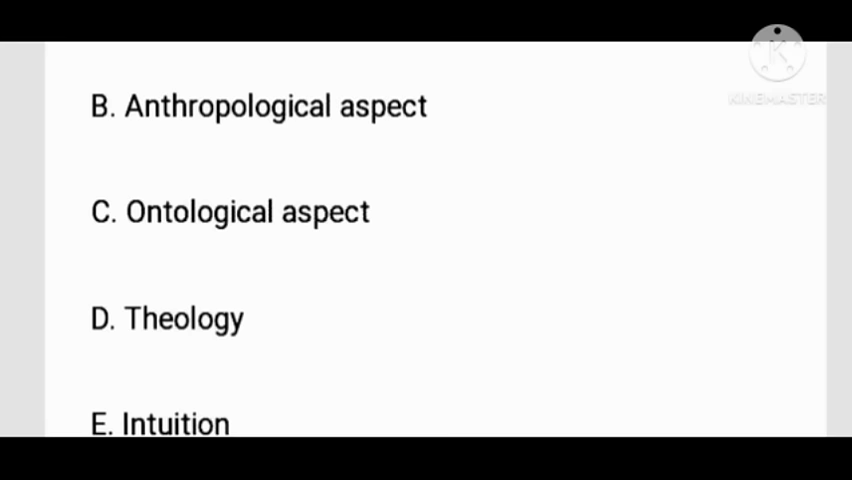 KINEMASTER
B. Anthropological aspect
C. Ontological aspect
D. Theology
E. Intuition